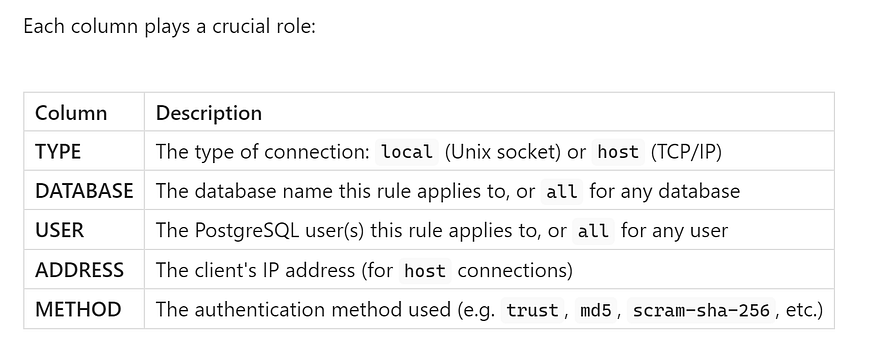 Each column plays a crucial role:
Column Description
TYPE The type of connection: local (Unix socket) or host (TCP/IP)
DATABASE The database name this rule applies to, or all for any database
USER The PostgreSQL user(s) this rule applies to, or all for any user
ADDRESS The client's IP address (for host connections)
METHOD The authentication method used (e.g. trust, md5, scram-sha-256, etc.)